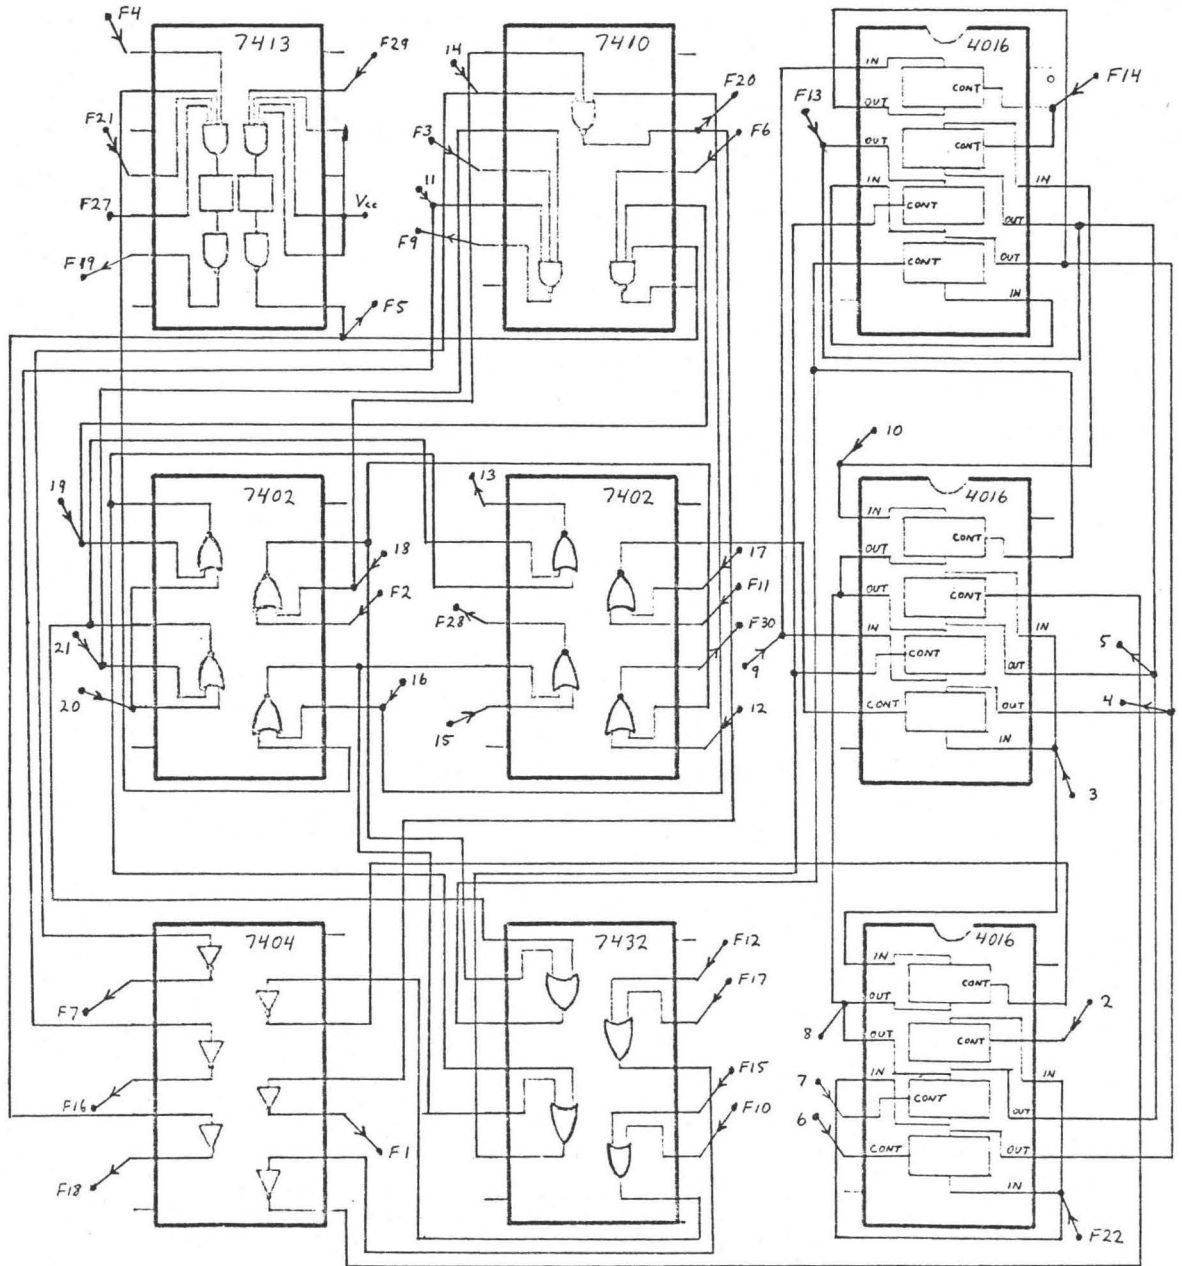 F4
7413
F29
14
7410
F20
4016
F13
F14
IN
CONT
OUT
OUT
CONT
F21
F3
F6
IN
IN
CONT
OUT
F27
Vcc
11
F9
CONT
OUT
IN
F19
F5
10
19
7402
13
7402
4016
IN
CONT
OUT
18
17
OUT
CONT
F2
F28
F11
F30
IN
IN
CONT
OUT
5
21
9
20
16
15
12
CONT
OUT
4
IN
3
7404
7432
F12
4016
IN
CONT
F17
F7
8
OUT
2
OUT
CONT
F15
IN
IN
7
CONT
OUT
F16
F1
F10
6
CONT
OUT
F18
IN
F22